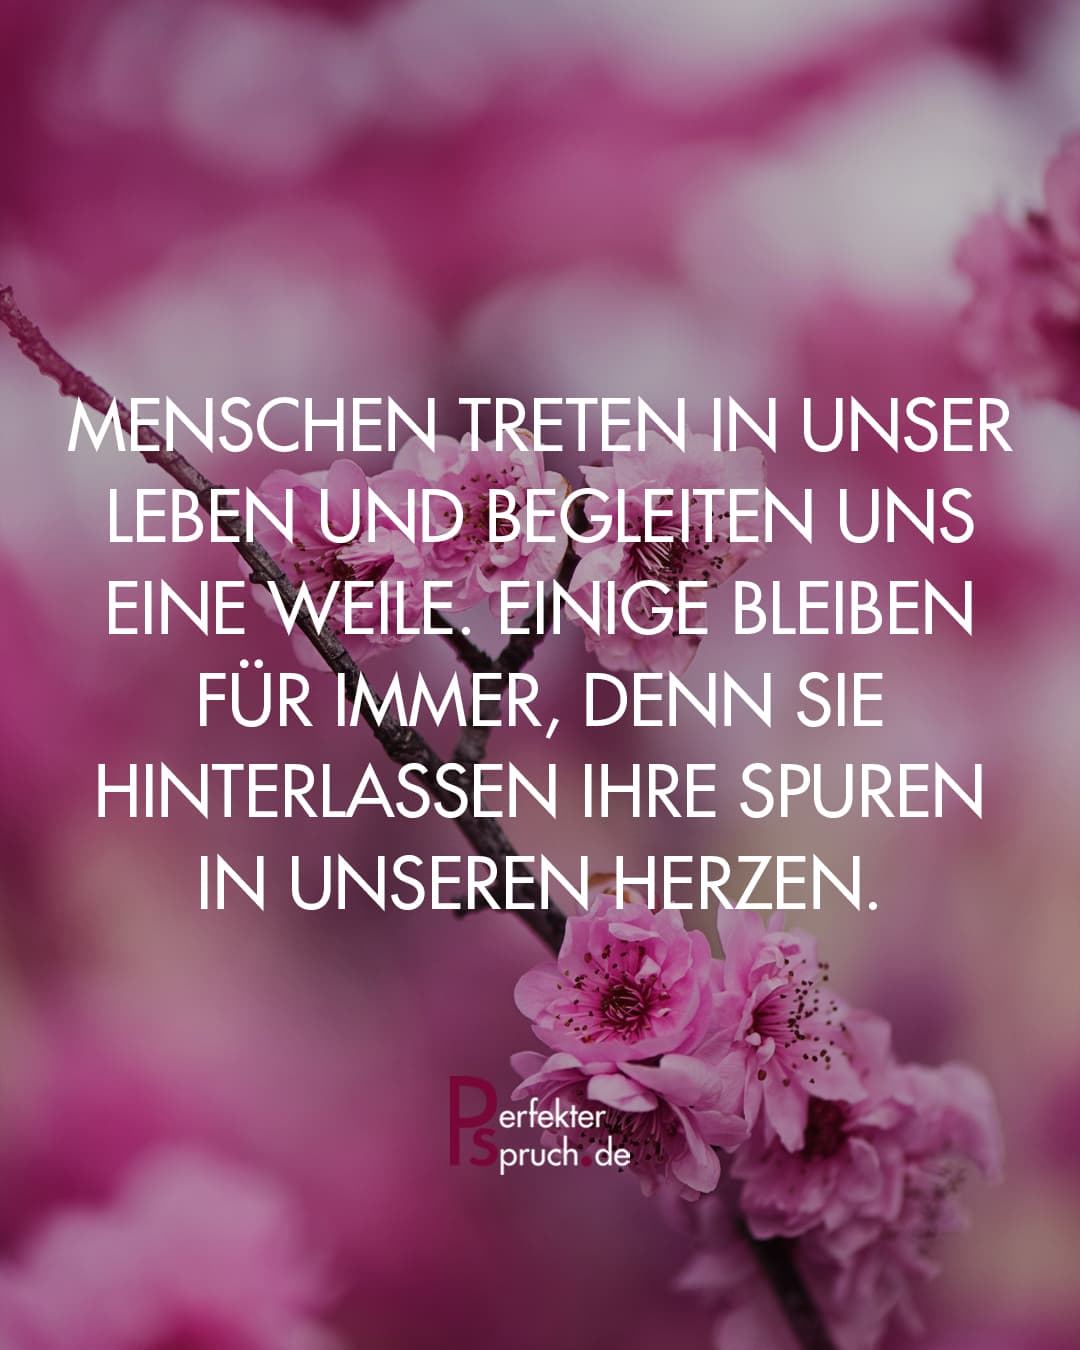 MENSCHEN TRETEN IN UNSER
LEBEN UND BEGLEITEN UNS
EINE WEILE. EINIGE BLEIBEN
FÜR IMMER, DENN SIE
HINTERLASSEN IHRE SPUREN
IN UNSEREN HERZEN.
Perfekter
spruch.de